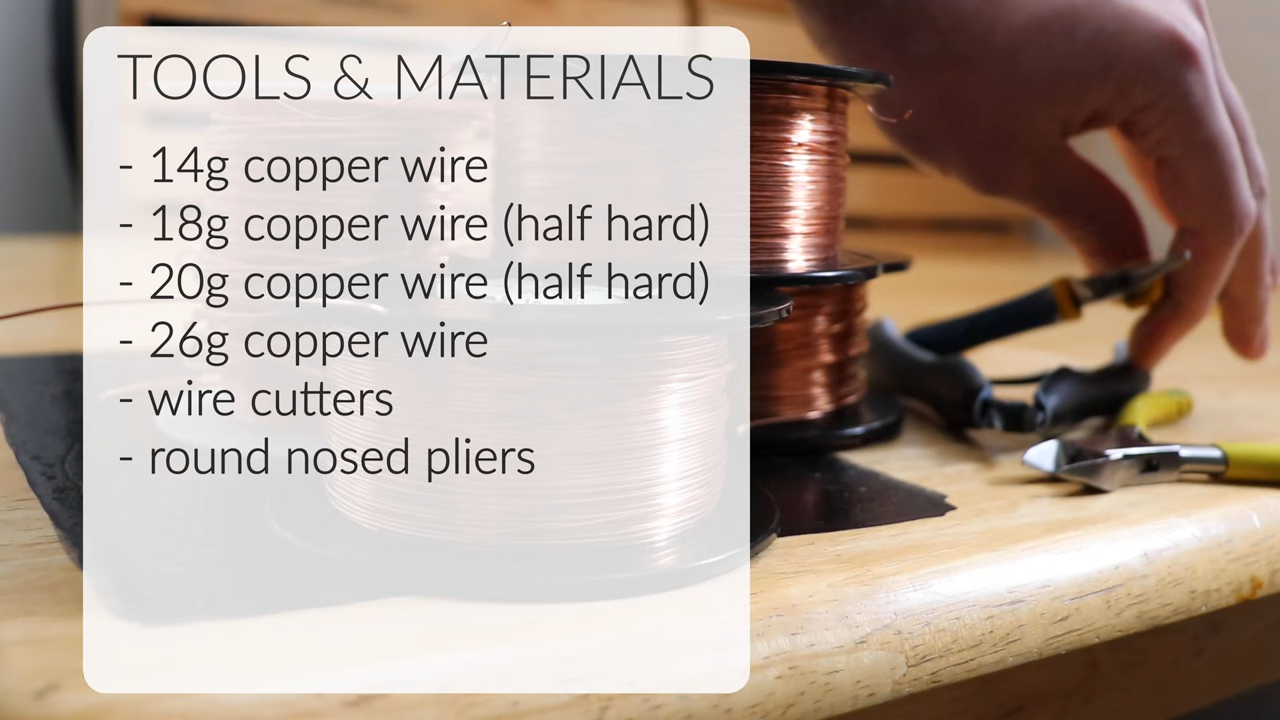 TOOLS & MATERIALS
- 14g copper wire
- 18g copper wire (half hard)
- 20g copper wire (half hard)
- 26g copper wire
- wire cutters
- round nosed pliers